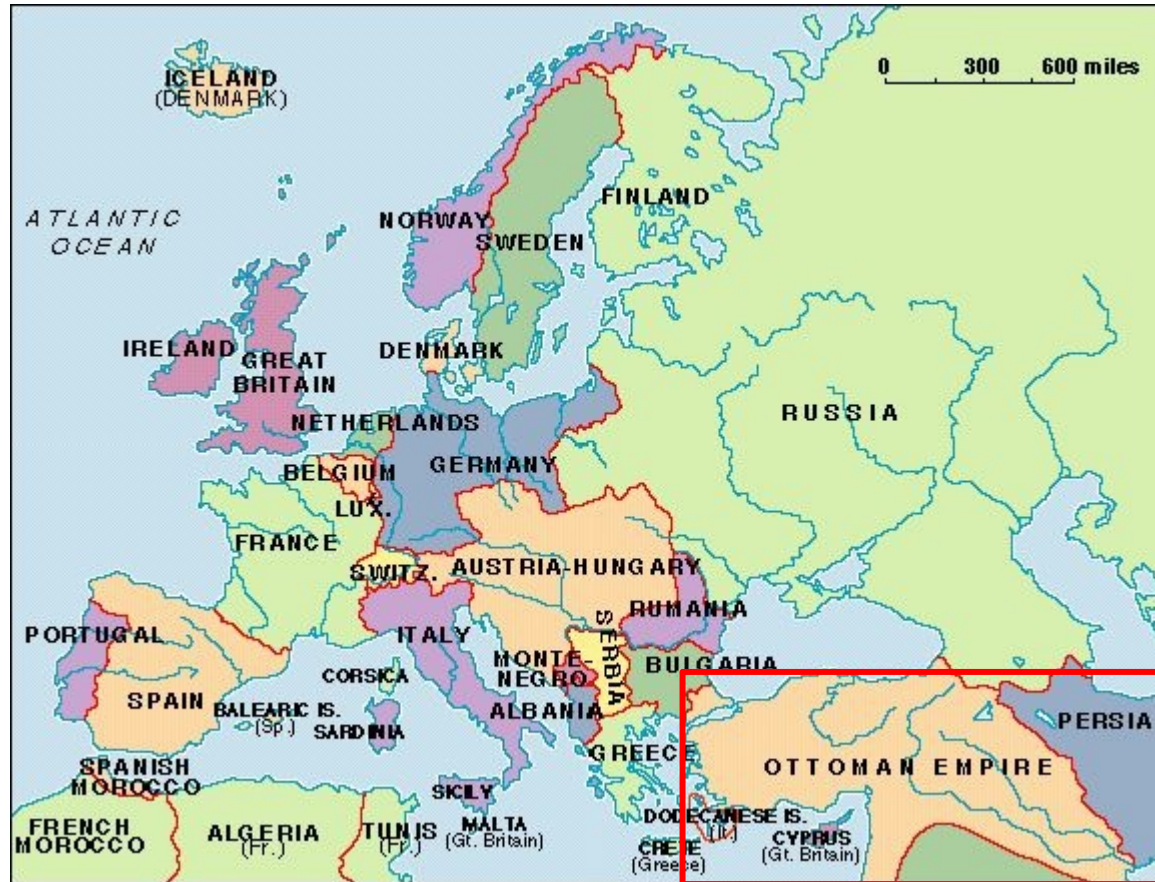 ICELAND
(DENMARK)
0 300 600 miles
ATLANTIC
OCEAN
NORWAY
SWEDEN
FINLAND
IRELAND
GREAT
BRITAIN
DENMARK
NETHERLANDS
RUSSIA
BELGIUM
GERMANY
LUX.
FRANCE
SWITZ.
AUSTRIA-HUNGARY
RUMANIA
PORTUGAL
ITALY
SERBIA
MONTE-
NEGRO
BULGARIA
CORSICA
SPAIN
BALEARIC IS.
(Sp.)
SARDINIA
ALBANIA
GREECE
PERSIA
OTTOMAN EMPIRE
SPANISH
MOROCCO
SICILY
FRENCH
MOROCCO
ALGERIA
(Fr.)
TUNIS
(Fr.)
MALTA
(Gt. Britain)
DODECANESE IS.
(It.)
CRETE
(Greece)
CYPRUS
(Gt. Britain)